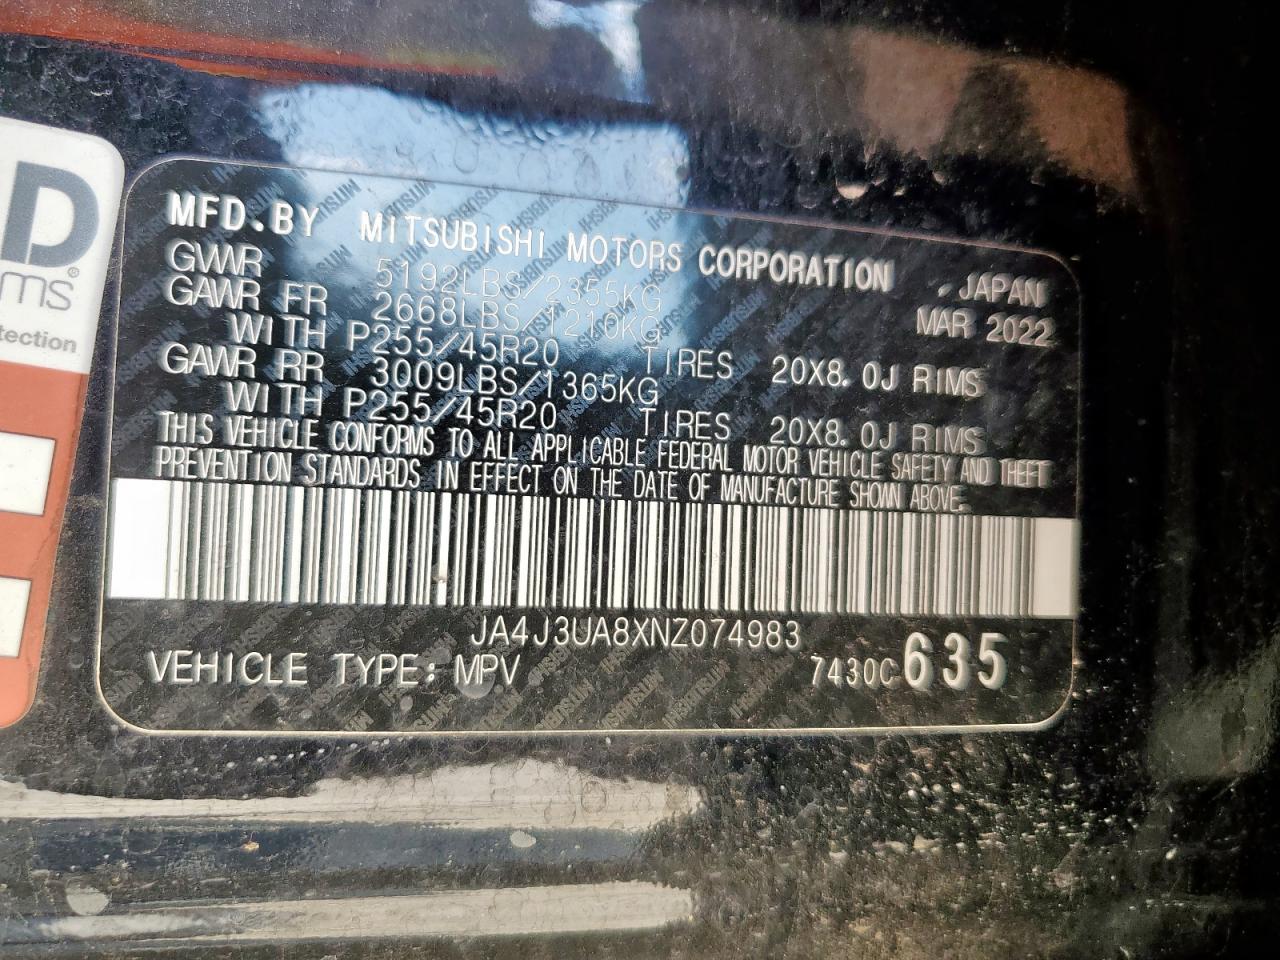 D
ms®
tection
MFD.BY MITSUBISHI MOTORS CORPORATION JAPAN
GVWR 5192LBS/2355KG MAR 2022
GAWR FR 2668LBS/1210KG
WITH P255/45R20 TIRES 20X8.0J RIMS
GAWR RR 3009LBS/1365KG
WITH P255/45R20 TIRES 20X8.0J RIMS
THIS VEHICLE CONFORMS TO ALL APPLICABLE FEDERAL MOTOR VEHICLE SAFETY AND THEFT
PREVENTION STANDARDS IN EFFECT ON THE DATE OF MANUFACTURE SHOWN ABOVE.
JA4J3UA8XNZ074983
VEHICLE TYPE: MPV 7430C 635